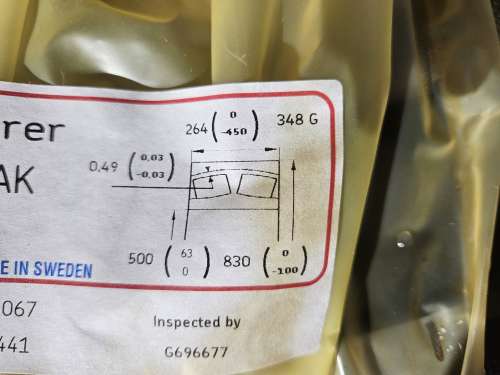 264 ( 0 / -450 ) 348 G
rer
0,49 ( 0,03 / -0,03 )
AK
500 ( 63 / 0 ) 830 ( 0 / -100 )
E IN SWEDEN
067
Inspected by
441
G696677